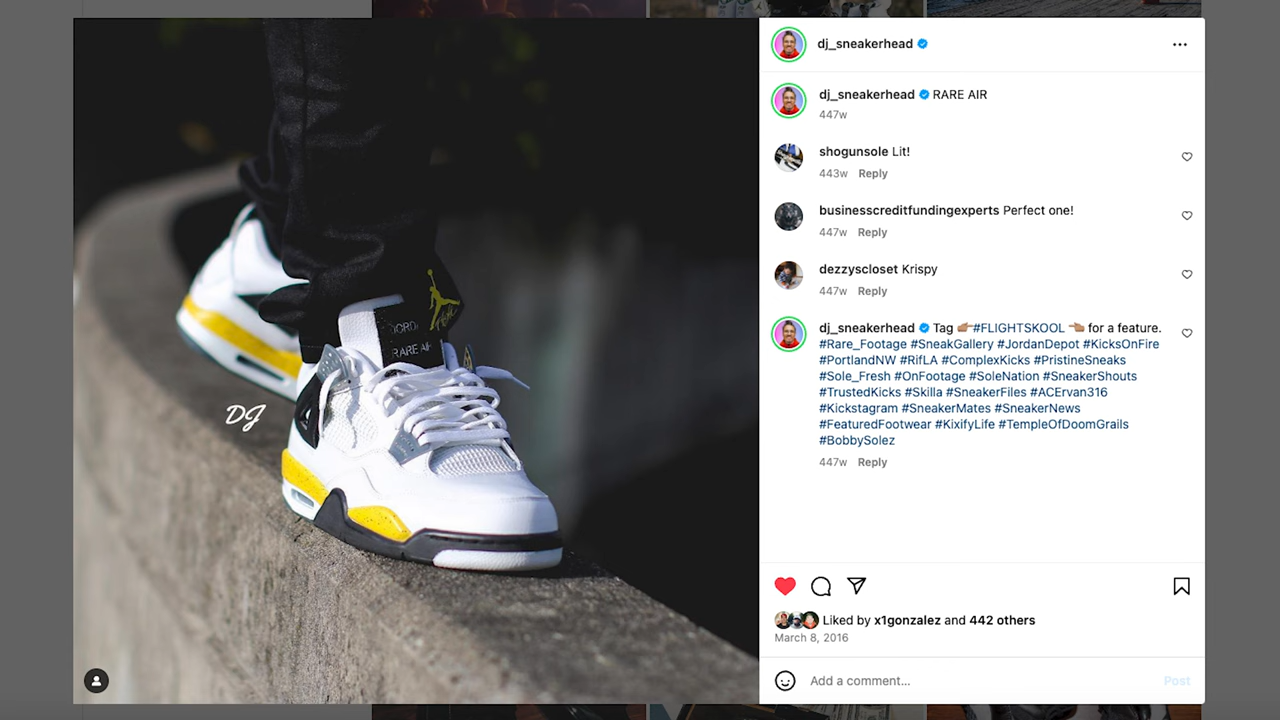 dj_sneakerhead
dj_sneakerhead RARE AIR
447w
shogunsole Lit!
443w Reply
businesscreditfundingexperts Perfect one!
447w Reply
dezzyscloset Krispy
447w Reply
dj_sneakerhead Tag 👉🏽#FLIGHTSKOOL 👈🏽 for a feature.
#Rare_Footage #SneakGallery #JordanDepot #KicksOnFire
#PortlandNW #RifLA #ComplexKicks #PristineSneaks
#Sole_Fresh #OnFootage #SoleNation #SneakerShouts
#TrustedKicks #Skilla #SneakerFiles #ACErvan316
#Kickstagram #SneakerMates #SneakerNews
#FeaturedFootwear #KixifyLife #TempleOfDoomGrails
#BobbySolez
447w Reply
Liked by x1gonzalez and 442 others
March 8, 2016
Add a comment...
Post
RARE AIR
DJ